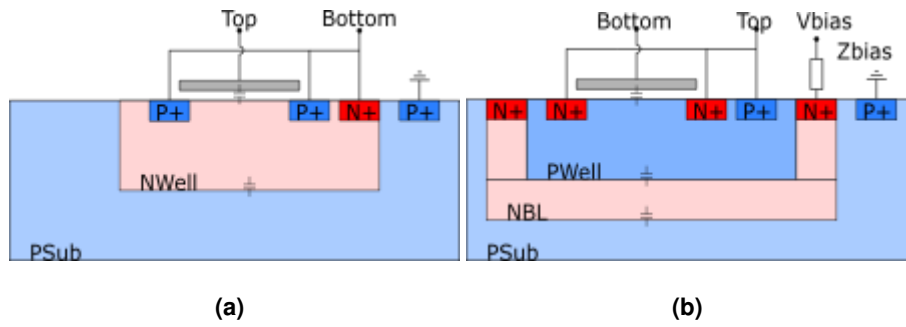 Top Bottom
P+ P+ N+ P+
NWell
PSub
(a)
Bottom Top Vbias
Zbias
N+ N+ N+ P+ N+ P+
PWell
NBL
PSub
(b)